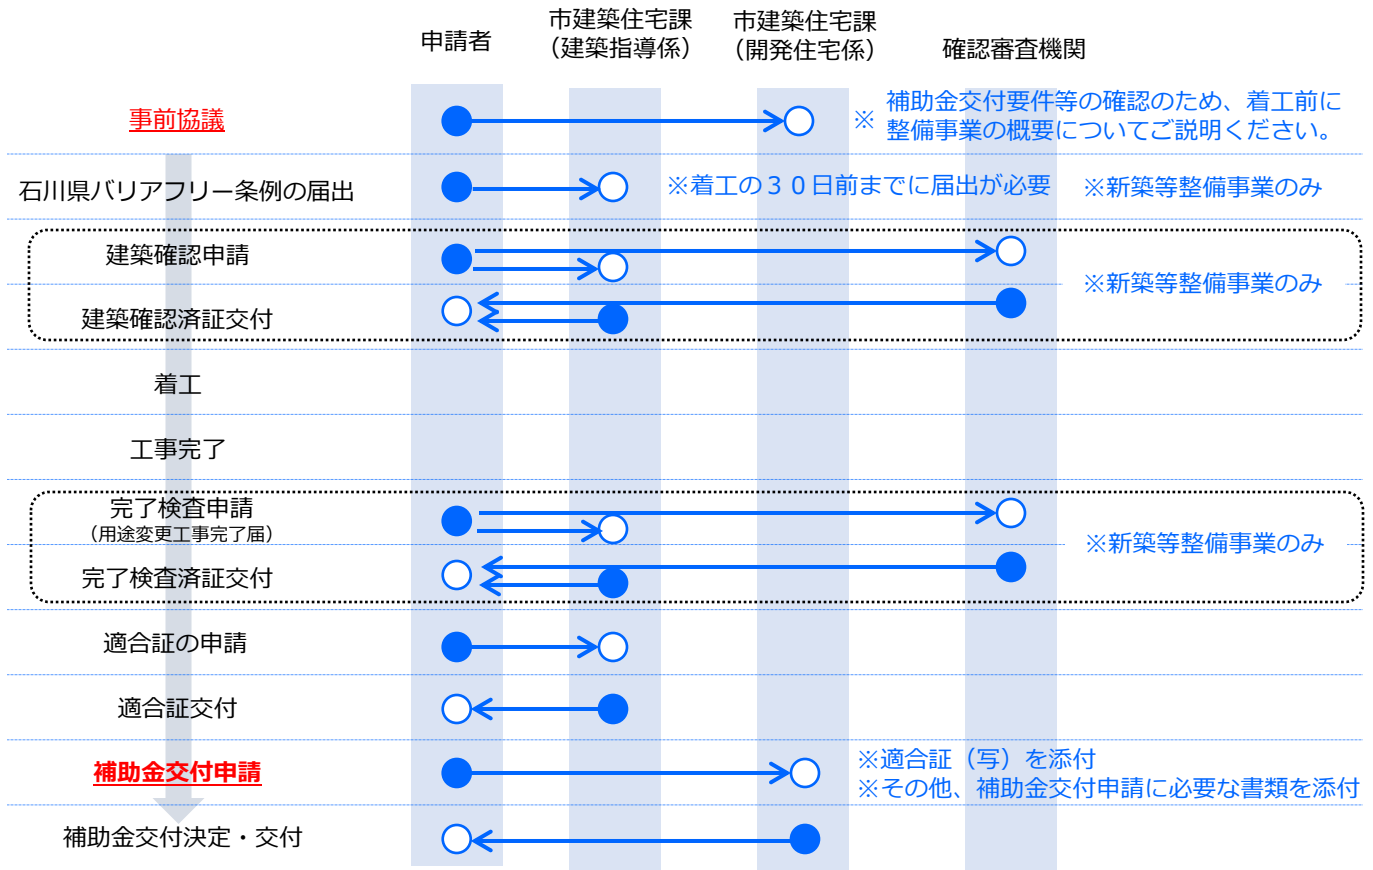 申請者
市建築住宅課
（建築指導係）
市建築住宅課
（開発住宅係）
確認審査機関
事前協議
※ 補助金交付要件等の確認のため、着工前に
整備事業の概要についてご説明ください。
石川県バリアフリー条例の届出
※着工の３０日前までに届出が必要
※新築等整備事業のみ
建築確認申請
※新築等整備事業のみ
建築確認済証交付
着工
工事完了
完了検査申請
（用途変更工事完了届）
※新築等整備事業のみ
完了検査済証交付
適合証の申請
適合証交付
補助金交付申請
※適合証（写）を添付
※その他、補助金交付申請に必要な書類を添付
補助金交付決定・交付